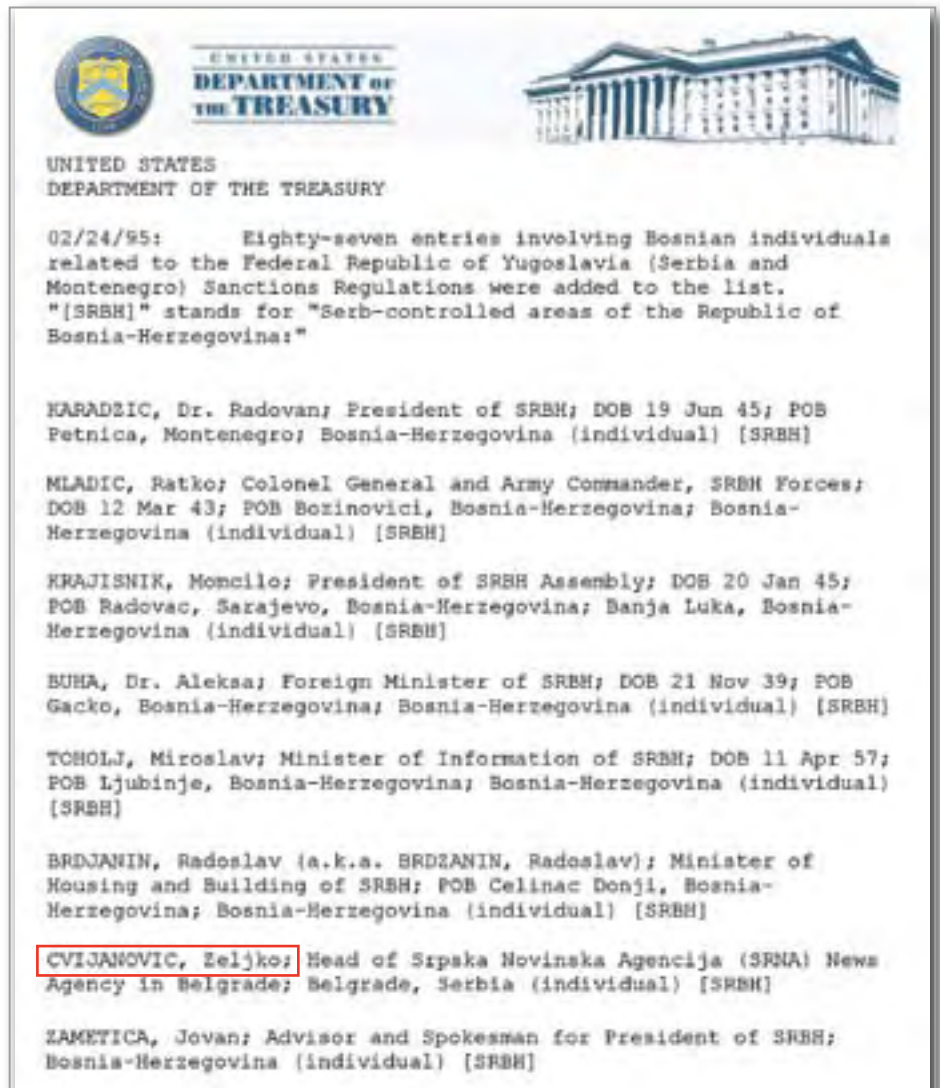 UNITED STATES
DEPARTMENT OF
THE TREASURY
UNITED STATES
DEPARTMENT OF THE TREASURY
02/24/95: Eighty-seven entries involving Bosnian individuals
related to the Federal Republic of Yugoslavia (Serbia and
Montenegro) Sanctions Regulations were added to the list.
"[SRBH]" stands for "Serb-controlled areas of the Republic of
Bosnia-Herzegovina:"
KARADZIC, Dr. Radovan; President of SRBH; DOB 19 Jun 45; POB
Petnica, Montenegro; Bosnia-Herzegovina (individual) [SRBH]
MLADIC, Ratko; Colonel General and Army Commander, SRBH Forces;
DOB 12 Mar 43; POB Bozinovici, Bosnia-Herzegovina; Bosnia-
Herzegovina (individual) [SRBH]
KRAJISNIK, Momcilo; President of SRBH Assembly; DOB 20 Jan 45;
POB Radovac, Sarajevo, Bosnia-Herzegovina; Banja Luka, Bosnia-
Herzegovina (individual) [SRBH]
BUHA, Dr. Aleksa; Foreign Minister of SRBH; DOB 21 Nov 39; POB
Gacko, Bosnia-Herzegovina; Bosnia-Herzegovina (individual) [SRBH]
TOHOLJ, Miroslav; Minister of Information of SRBH; DOB 11 Apr 57;
POB Ljubinje, Bosnia-Herzegovina; Bosnia-Herzegovina (individual)
[SRBH]
BRDJANIN, Radoslav (a.k.a. BRDZANIN, Radoslav); Minister of
Housing and Building of SRBH; POB Celinac Donji, Bosnia-
Herzegovina; Bosnia-Herzegovina (individual) [SRBH]
CVIJANOVIC, Zeljko; Head of Srpska Novinska Agencija (SRNA) News
Agency in Belgrade; Belgrade, Serbia (individual) [SRBH]
ZAMETICA, Jovan; Advisor and Spokesman for President of SRBH;
Bosnia-Herzegovina (individual) [SRBH]